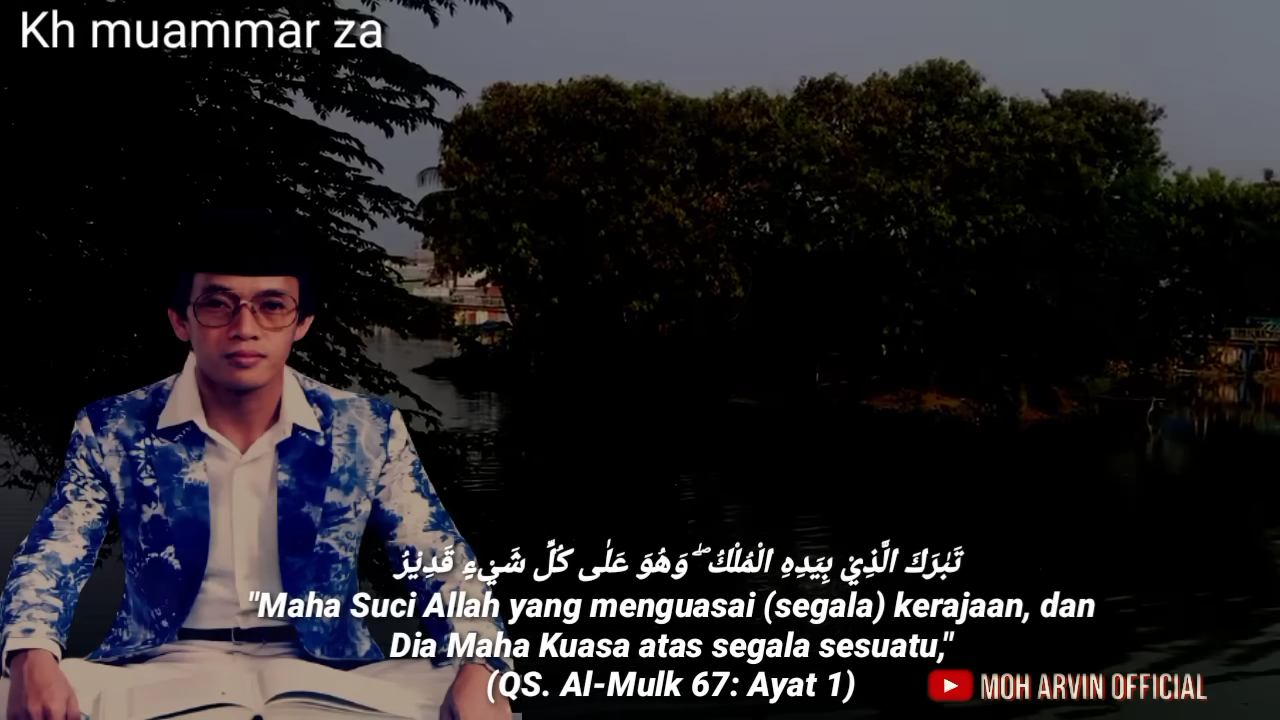 Kh muammar za
تَبٰرَكَ الَّذِيْ بِيَدِهِ الْمُلْكُ ۖ وَهُوَ عَلٰى كُلِّ شَيْءٍ قَدِيْرٌ
"Maha Suci Allah yang menguasai (segala) kerajaan, dan
Dia Maha Kuasa atas segala sesuatu,"
(QS. Al-Mulk 67: Ayat 1)
MOH ARVIN OFFICIAL